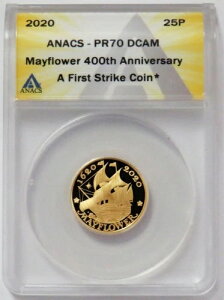 2020 25P
ANACS - PR70 DCAM
Mayflower 400th Anniversary
A First Strike Coin*
ANACS
1620 2020
MAYFLOWER